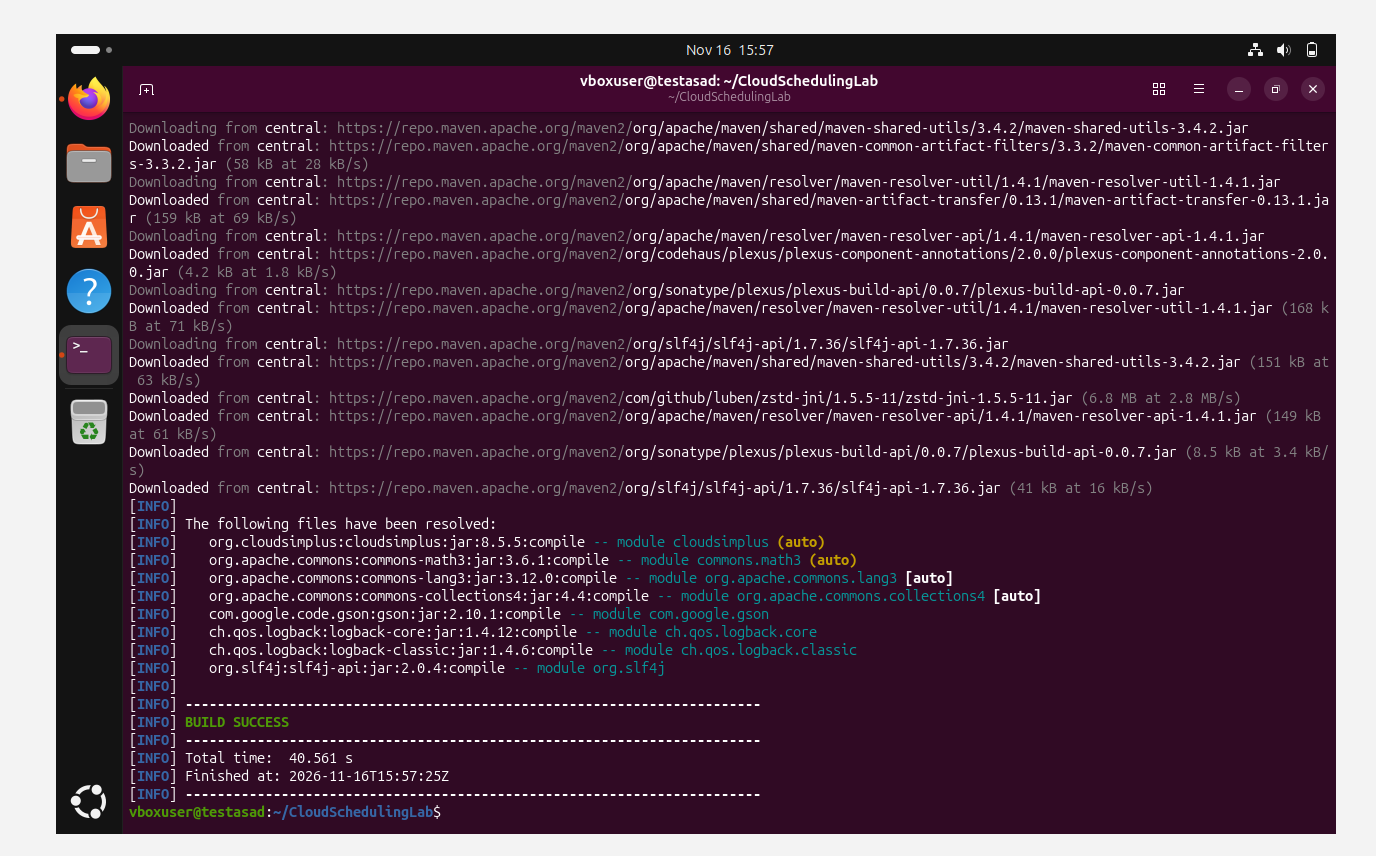 Nov 16 15:57
vboxuser@testasad: ~/CloudSchedulingLab
~/CloudSchedulingLab
Downloading from central: https://repo.maven.apache.org/maven2/org/apache/maven/shared/maven-shared-utils/3.4.2/maven-shared-utils-3.4.2.jar
Downloaded from central: https://repo.maven.apache.org/maven2/org/apache/maven/shared/maven-common-artifact-filters/3.3.2/maven-common-artifact-filter
s-3.3.2.jar (58 kB at 28 kB/s)
Downloading from central: https://repo.maven.apache.org/maven2/org/apache/maven/resolver/maven-resolver-util/1.4.1/maven-resolver-util-1.4.1.jar
Downloaded from central: https://repo.maven.apache.org/maven2/org/apache/maven/shared/maven-artifact-transfer/0.13.1/maven-artifact-transfer-0.13.1.ja
r (159 kB at 69 kB/s)
Downloading from central: https://repo.maven.apache.org/maven2/org/apache/maven/resolver/maven-resolver-api/1.4.1/maven-resolver-api-1.4.1.jar
Downloaded from central: https://repo.maven.apache.org/maven2/org/codehaus/plexus/plexus-component-annotations/2.0.0/plexus-component-annotations-2.0.
0.jar (4.2 kB at 1.8 kB/s)
Downloading from central: https://repo.maven.apache.org/maven2/org/sonatype/plexus/plexus-build-api/0.0.7/plexus-build-api-0.0.7.jar
Downloaded from central: https://repo.maven.apache.org/maven2/org/apache/maven/resolver/maven-resolver-util/1.4.1/maven-resolver-util-1.4.1.jar (168 k
B at 71 kB/s)
Downloading from central: https://repo.maven.apache.org/maven2/org/slf4j/slf4j-api/1.7.36/slf4j-api-1.7.36.jar
Downloaded from central: https://repo.maven.apache.org/maven2/org/apache/maven/shared/maven-shared-utils/3.4.2/maven-shared-utils-3.4.2.jar (151 kB at
 63 kB/s)
Downloaded from central: https://repo.maven.apache.org/maven2/com/github/luben/zstd-jni/1.5.5-11/zstd-jni-1.5.5-11.jar (6.8 MB at 2.8 MB/s)
Downloaded from central: https://repo.maven.apache.org/maven2/org/apache/maven/resolver/maven-resolver-api/1.4.1/maven-resolver-api-1.4.1.jar (149 kB
at 61 kB/s)
Downloaded from central: https://repo.maven.apache.org/maven2/org/sonatype/plexus/plexus-build-api/0.0.7/plexus-build-api-0.0.7.jar (8.5 kB at 3.4 kB/
s)
Downloaded from central: https://repo.maven.apache.org/maven2/org/slf4j/slf4j-api/1.7.36/slf4j-api-1.7.36.jar (41 kB at 16 kB/s)
[INFO]
[INFO] The following files have been resolved:
[INFO]    org.cloudsimplus:cloudsimplus:jar:8.5.5:compile -- module cloudsimplus (auto)
[INFO]    org.apache.commons:commons-math3:jar:3.6.1:compile -- module commons.math3 (auto)
[INFO]    org.apache.commons:commons-lang3:jar:3.12.0:compile -- module org.apache.commons.lang3 [auto]
[INFO]    org.apache.commons:commons-collections4:jar:4.4:compile -- module org.apache.commons.collections4 [auto]
[INFO]    com.google.code.gson:gson:jar:2.10.1:compile -- module com.google.gson
[INFO]    ch.qos.logback:logback-core:jar:1.4.12:compile -- module ch.qos.logback.core
[INFO]    ch.qos.logback:logback-classic:jar:1.4.6:compile -- module ch.qos.logback.classic
[INFO]    org.slf4j:slf4j-api:jar:2.0.4:compile -- module org.slf4j
[INFO]
[INFO] ------------------------------------------------------------------------
[INFO] BUILD SUCCESS
[INFO] ------------------------------------------------------------------------
[INFO] Total time:  40.561 s
[INFO] Finished at: 2026-11-16T15:57:25Z
[INFO] ------------------------------------------------------------------------
vboxuser@testasad:~/CloudSchedulingLab$